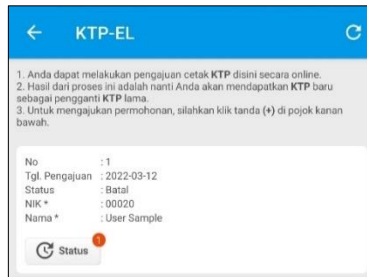 KTP-EL
1. Anda dapat melakukan pengajuan cetak KTP disini secara online.
2. Hasil dari proses ini adalah nanti Anda akan mendapatkan KTP baru
sebagai pengganti KTP lama.
3. Untuk mengajukan permohonan, silahkan klik tanda (+) di pojok kanan
bawah.
No : 1
Tgl. Pengajuan : 2022-03-12
Status : Batal
NIK * : 00020
Nama * : User Sample
Status 1